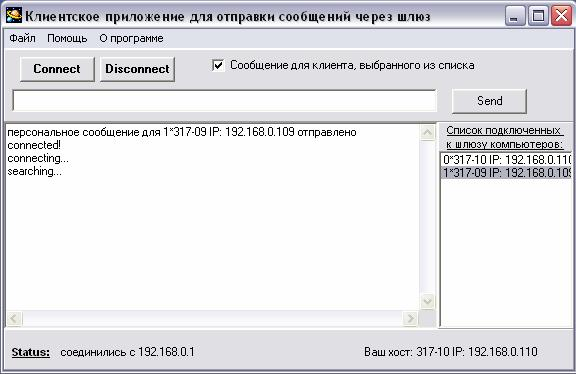 Клиентское приложение для отправки сообщений через шлюз
Файл Помощь О программе
Connect Disconnect Сообщение для клиента, выбранного из списка
Send
персональное сообщение для 1*317-09 IP: 192.168.0.109 отправлено
connected!
connecting...
searching...
Список подключенных
к шлюзу компьютеров:
0*317-10 IP: 192.168.0.110
1*317-09 IP: 192.168.0.109
Status: соединились с 192.168.0.1 Ваш хост: 317-10 IP: 192.168.0.110